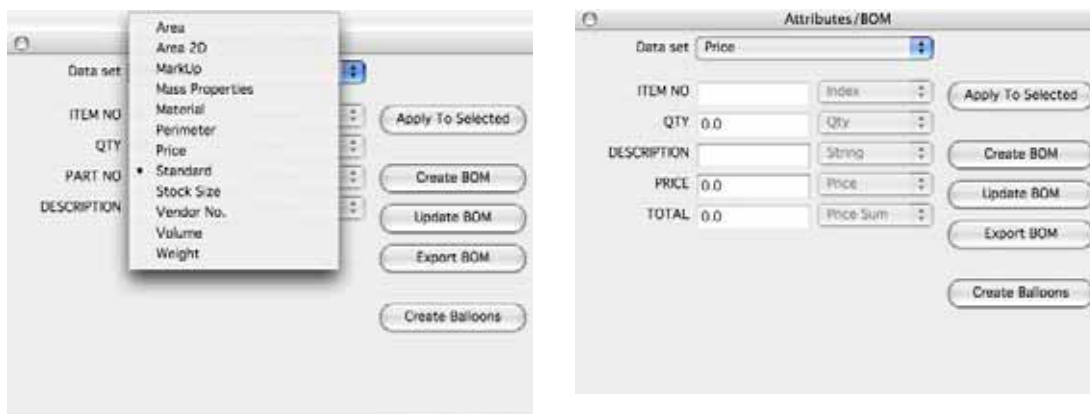 Area
Area 2D
MarkUp
Mass Properties
Material
Perimeter
Price
• Standard
Stock Size
Vendor No.
Volume
Weight
Data set
ITEM NO
QTY
PART NO
DESCRIPTION
Apply To Selected
Create BOM
Update BOM
Export BOM
Create Balloons
Attributes/BOM
Data set Price
ITEM NO Index Apply To Selected
QTY 0.0 Qty
DESCRIPTION String Create BOM
PRICE 0.0 Price Update BOM
TOTAL 0.0 Price Sum Export BOM
Create Balloons